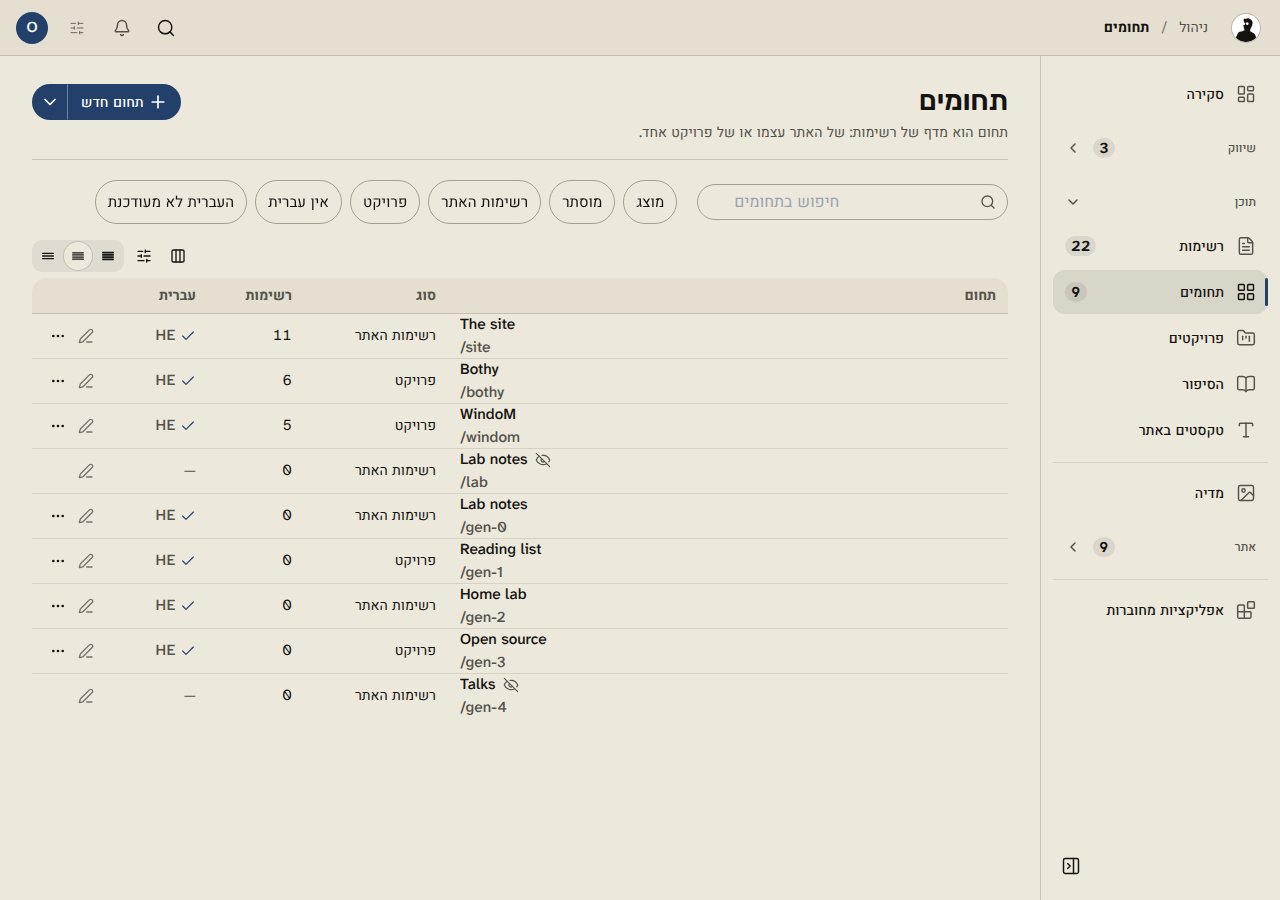 ניהול / תחומים
O
סקירה
שיווק 3
תוכן
רשימות 22
תחומים 9
פרויקטים
הסיפור
טקסטים באתר
מדיה
אתר 9
אפליקציות מחוברות
תחומים
תחום חדש
תחום הוא מדף של רשימות: של האתר עצמו או של פרויקט אחד.
חיפוש בתחומים מוצג מוסתר רשימות האתר פרויקט אין עברית העברית לא מעודכנת
תחום סוג רשימות עברית
The site
/site
רשימות האתר 11 HE
Bothy
/bothy
פרויקט 6 HE
WindoM
/windom
פרויקט 5 HE
Lab notes
/lab
רשימות האתר 0 —
Lab notes
/gen-0
רשימות האתר 0 HE
Reading list
/gen-1
פרויקט 0 HE
Home lab
/gen-2
רשימות האתר 0 HE
Open source
/gen-3
פרויקט 0 HE
Talks
/gen-4
רשימות האתר 0 —